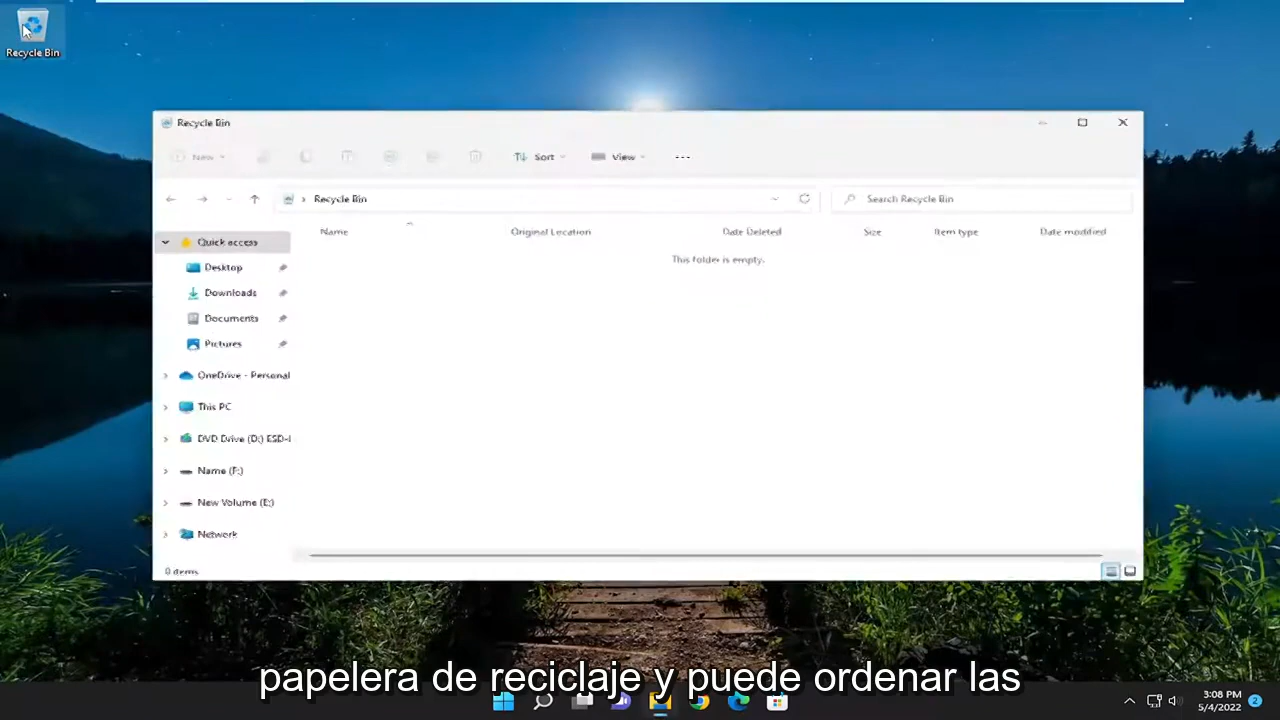 Recycle Bin
Recycle Bin
New
Sort
View
Recycle Bin
Search Recycle Bin
Name
Original Location
Date Deleted
Size
Item type
Date modified
This folder is empty.
Quick access
Desktop
Downloads
Documents
Pictures
OneDrive - Personal
This PC
DVD Drive (D:) ESD-I
Name (F:)
New Volume (E:)
Network
0 items
papelera de reciclaje y puede ordenar las
3:08 PM
5/4/2022
2